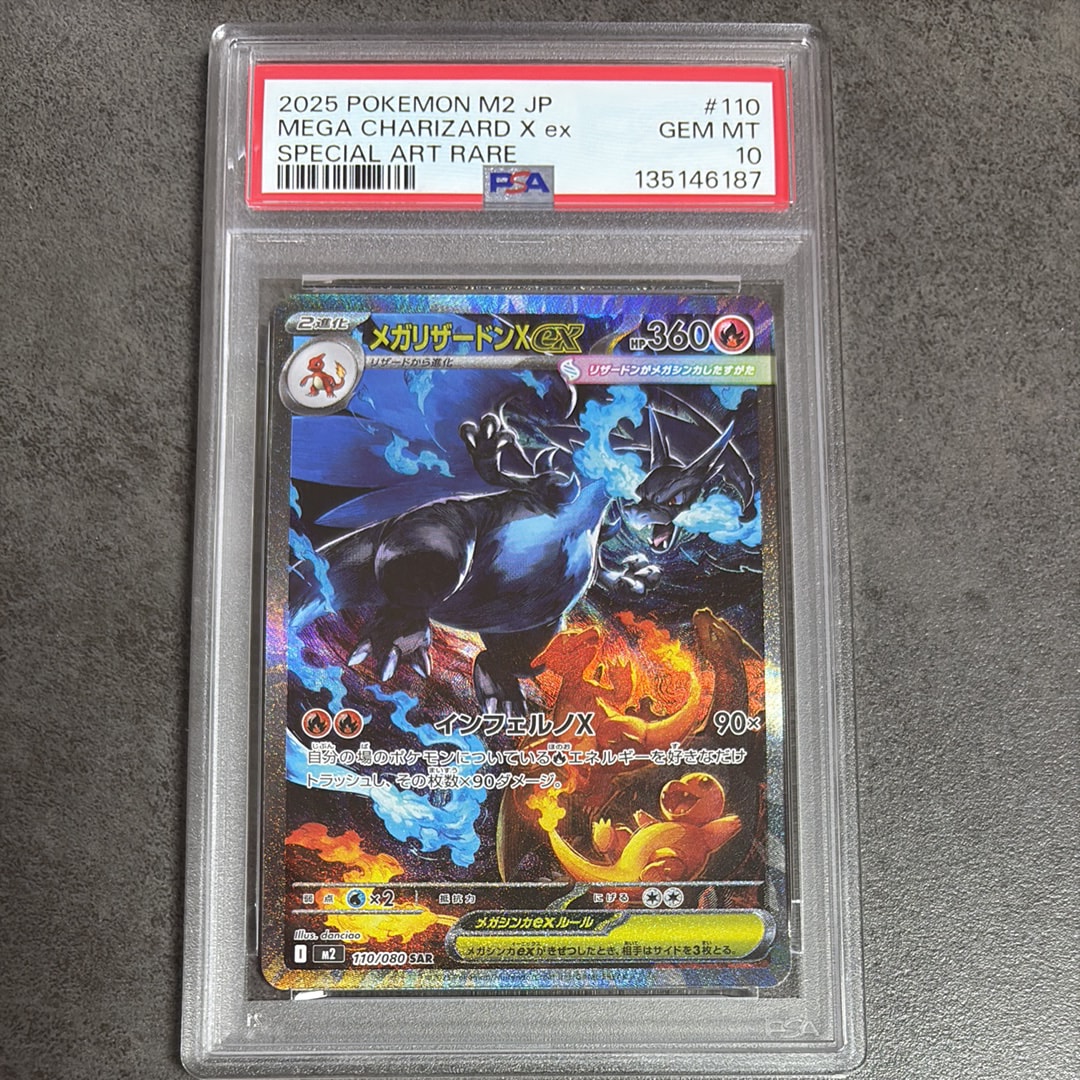 2025 POKEMON M2 JP
#110
MEGA CHARIZARD X ex
GEM MT
SPECIAL ART RARE
10
PSA
135146187
2進化
メガリザードンXex
HP360
リザードから進化
リザードンがメガシンカしたすがた
インフェルノX
90×
自分の場のポケモンについているエネルギーを好きなだけ
トラッシュし、その枚数×90ダメージ。
弱点
×2
抵抗力
にげる
メガシンカexルール
メガシンカexがきぜつしたとき、相手はサイドを3枚とる。
Illus. danciao
I
M2
110/080 SAR
PSA